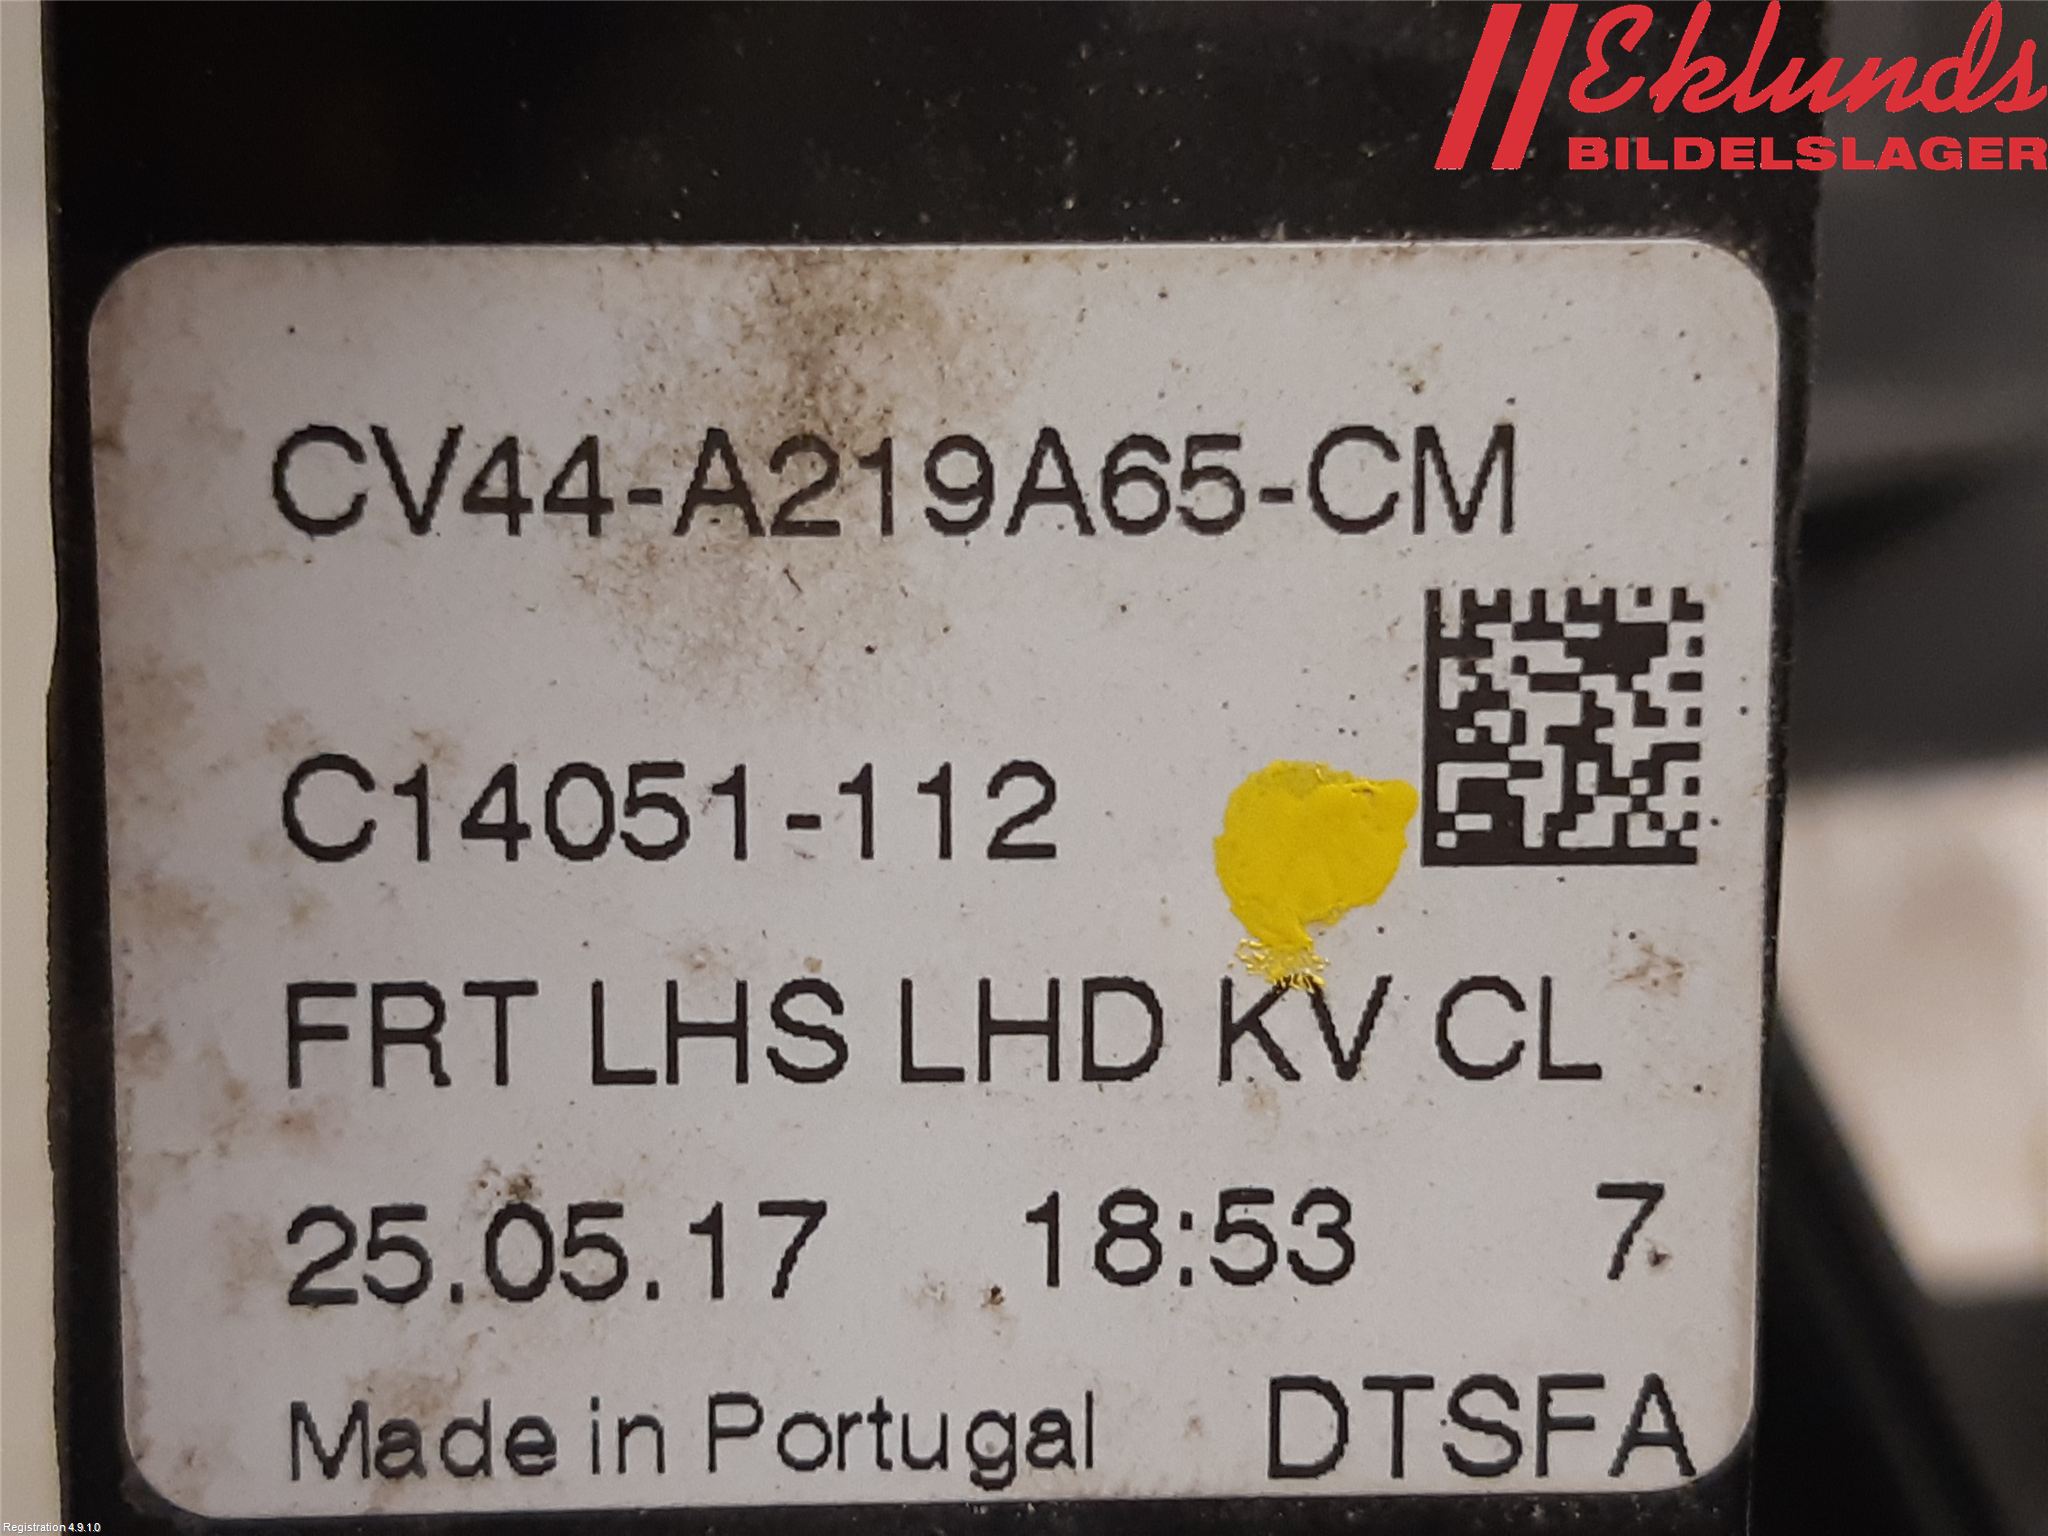 Eklunds
BILDELSLAGER
CV44-A219A65-CM
C14051-112
FRT LHS LHD KV CL
25.05.17 18:53 7
Made in Portugal DTSFA
Registration 4.9.1.0